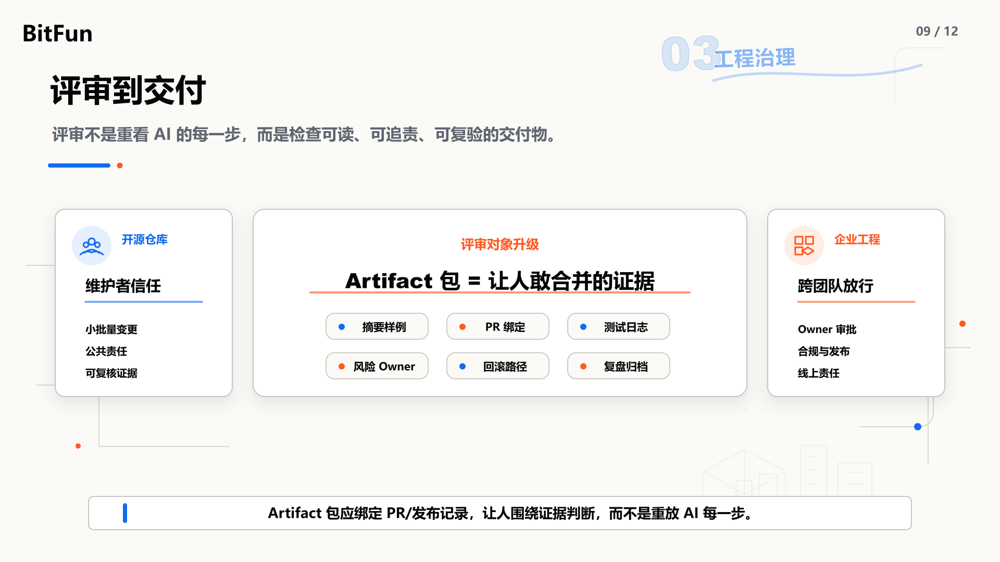 BitFun
09 / 12
03 工程治理
评审到交付
评审不是重看 AI 的每一步，而是检查可读、可追责、可复验的交付物。
开源仓库
维护者信任
小批量变更
公共责任
可复核证据
评审对象升级
Artifact 包 = 让人敢合并的证据
摘要样例
PR 绑定
测试日志
风险 Owner
回滚路径
复盘归档
企业工程
跨团队放行
Owner 审批
合规与发布
线上责任
Artifact 包应绑定 PR/发布记录，让人围绕证据判断，而不是重放 AI 每一步。